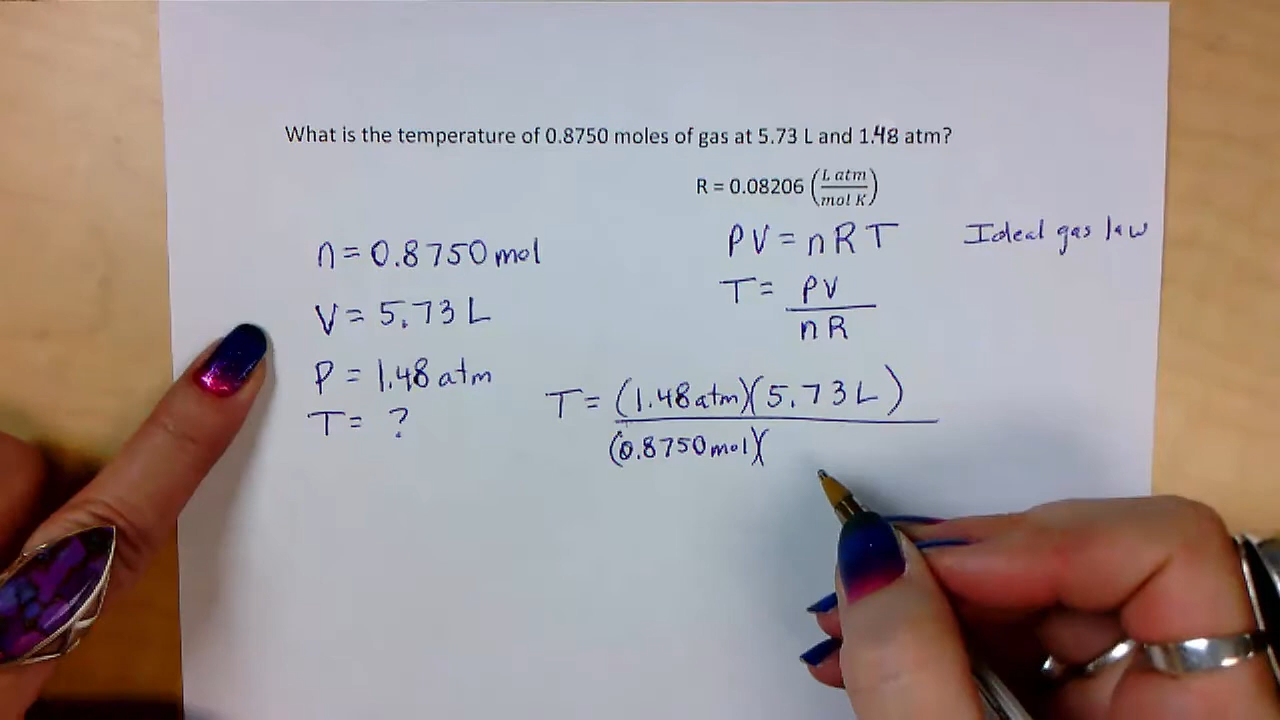 What is the temperature of 0.8750 moles of gas at 5.73 L and 1.48 atm?
R = 0.08206 (L atm / mol K)
n = 0.8750 mol
V = 5.73 L
P = 1.48 atm
T = ?
PV = nRT Ideal gas law
T = PV
nR
T = (1.48 atm)(5.73 L)
(0.8750 mol)(